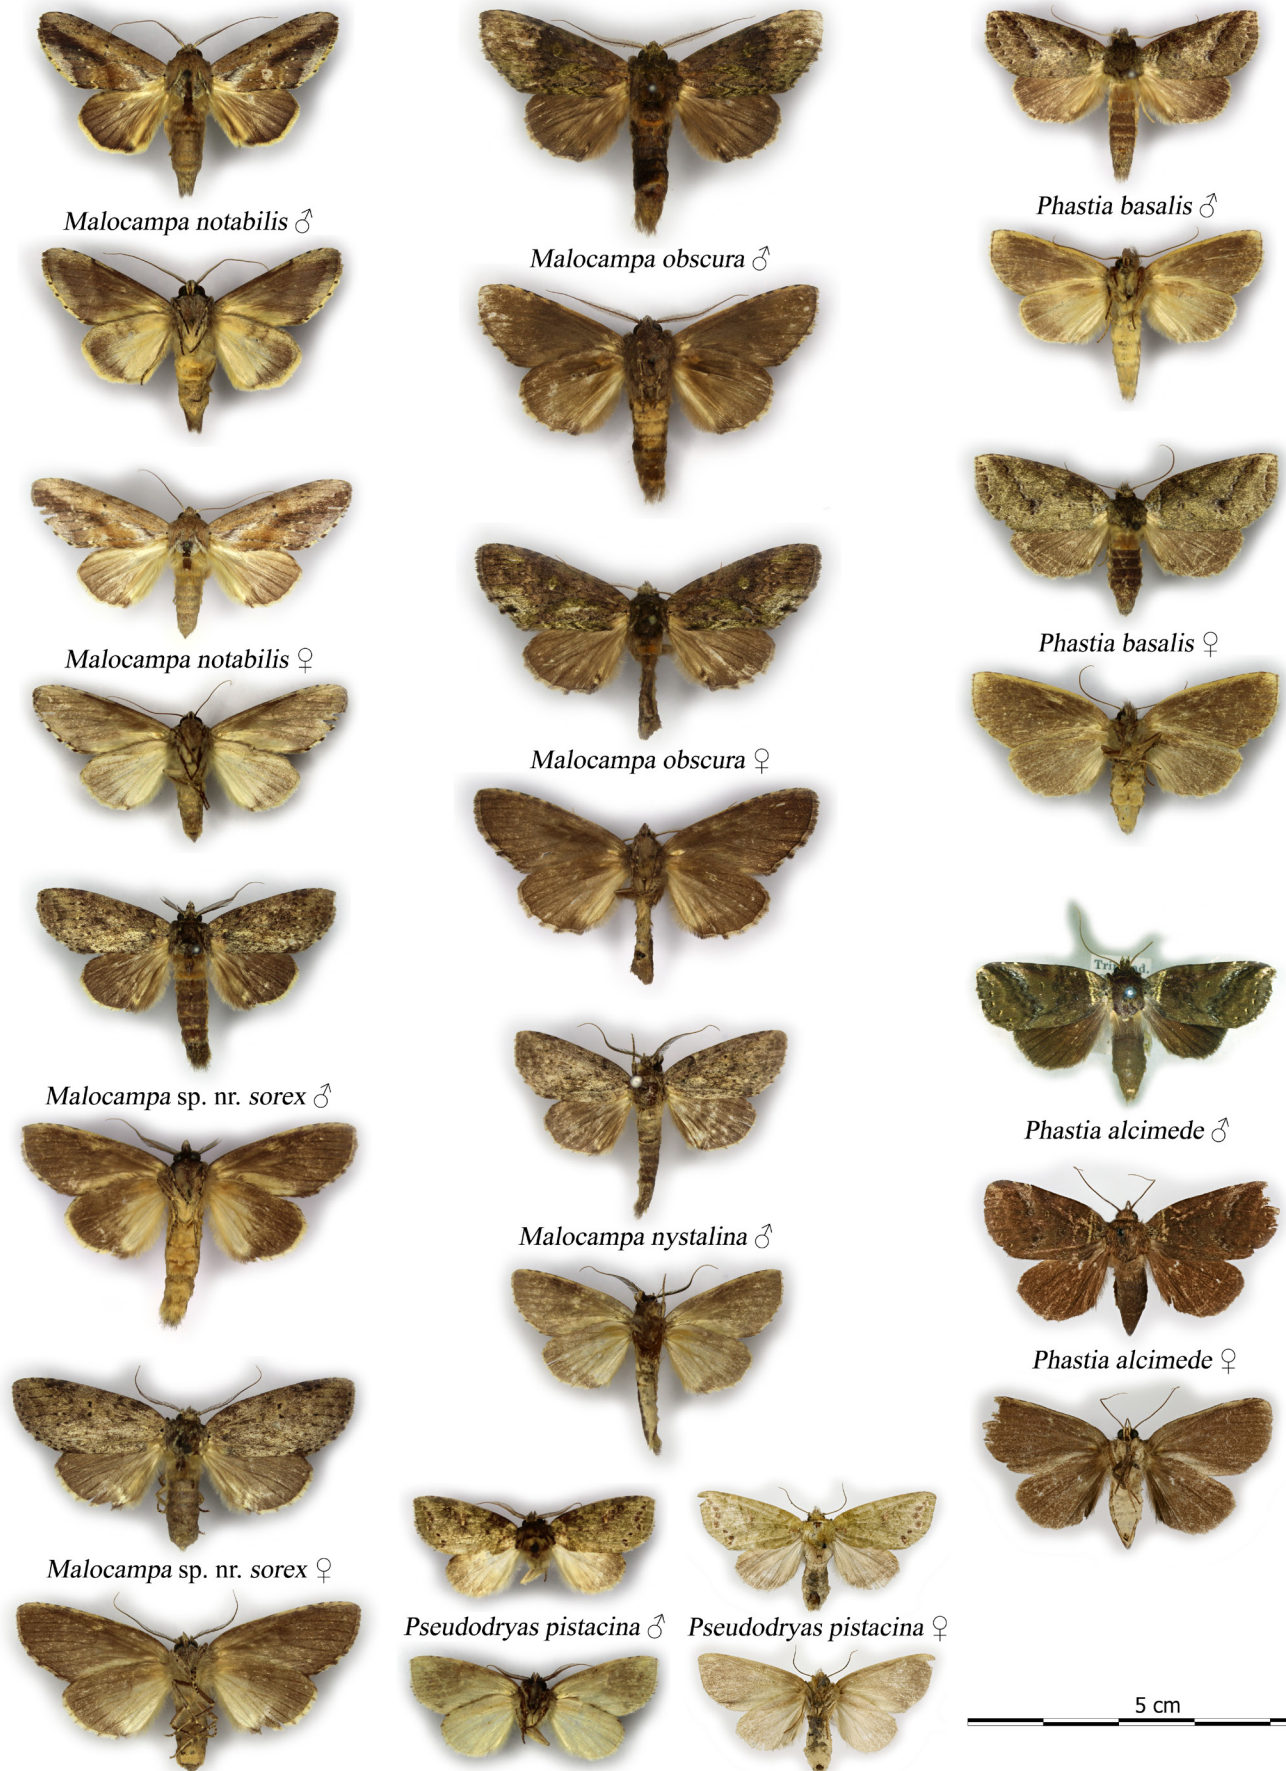 Malocampa notabilis ♂
Malocampa obscura ♂
Phastia basalis ♂
Malocampa notabilis ♀
Malocampa obscura ♀
Phastia basalis ♀
Malocampa sp. nr. sorex ♂
Malocampa nystalina ♂
Phastia alcimede ♂
Phastia alcimede ♀
Malocampa sp. nr. sorex ♀
Pseudodryas pistacina ♂
Pseudodryas pistacina ♀
5 cm